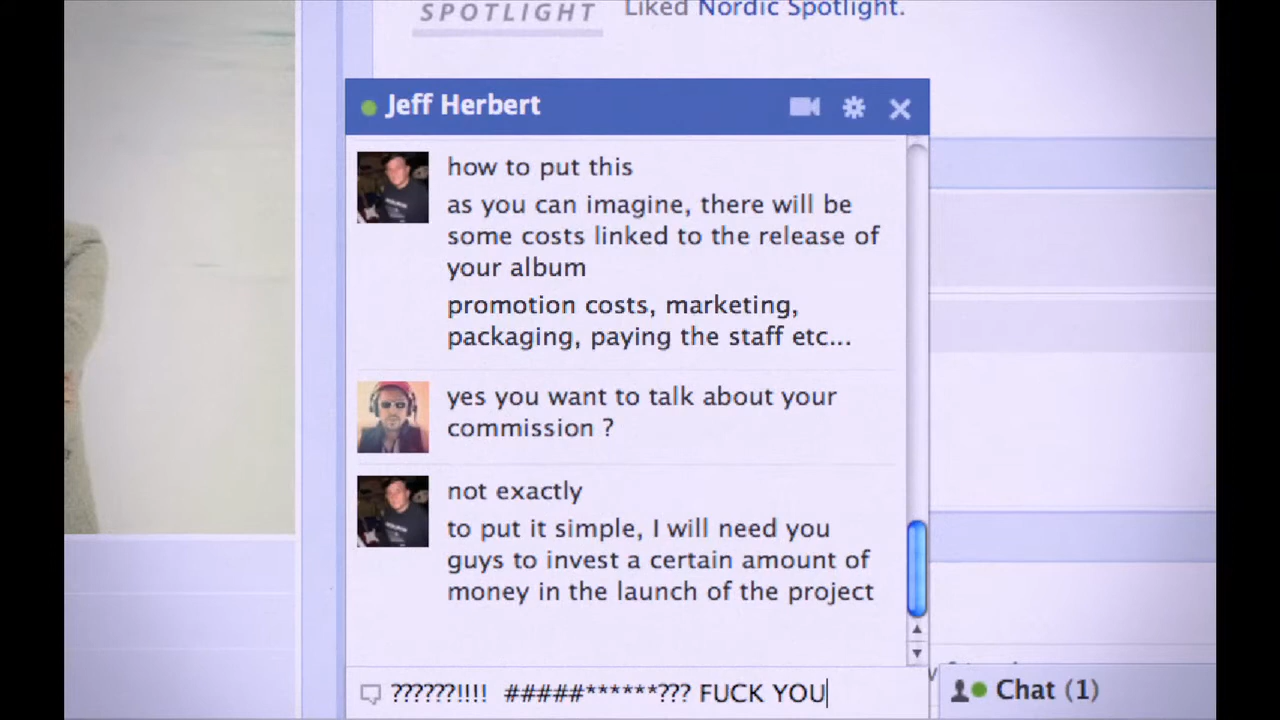 SPOTLIGHT
Liked Nordic Spotlight.
Jeff Herbert
how to put this
as you can imagine, there will be
some costs linked to the release of
your album
promotion costs, marketing,
packaging, paying the staff etc...
yes you want to talk about your
commission ?
not exactly
to put it simple, I will need you
guys to invest a certain amount of
money in the launch of the project
??????!!!! #####******??? FUCK YOU
Chat (1)